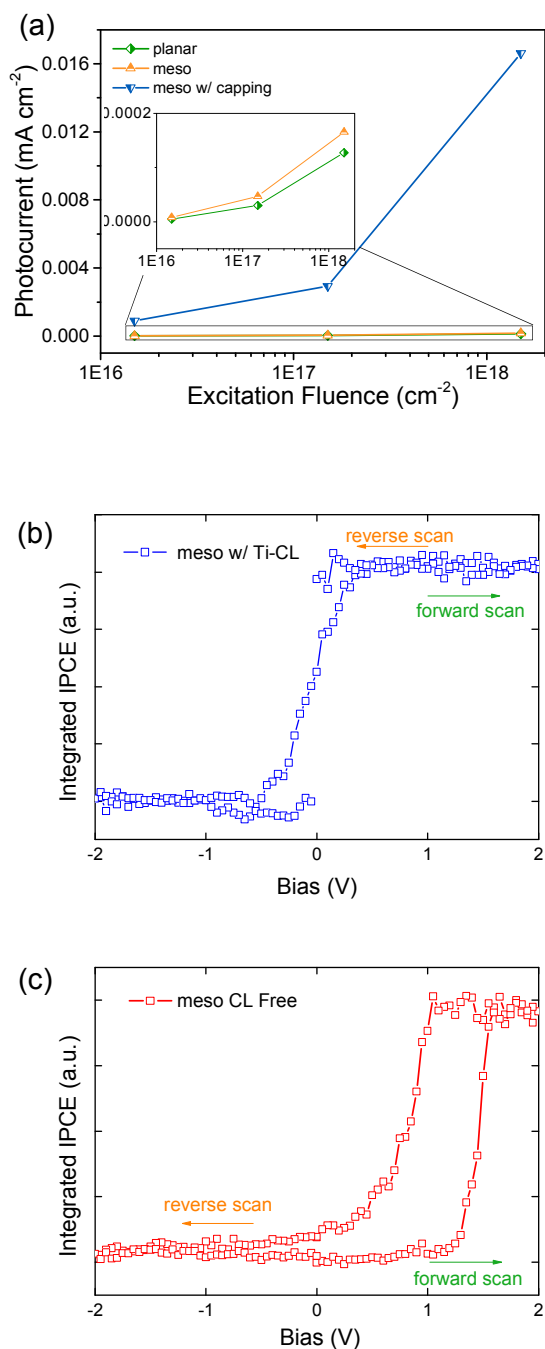 (a)
planar
meso
meso w/ capping
0.016
0.012
0.008
0.004
0.000
Photocurrent (mA cm-2)
0.0002
0.0000
1E16 1E17 1E18
1E16 1E17 1E18
Excitation Fluence (cm-2)
(b)
meso w/ Ti-CL
reverse scan
forward scan
Integrated IPCE (a.u.)
-2 -1 0 1 2
Bias (V)
(c)
meso CL Free
reverse scan
forward scan
Integrated IPCE (a.u.)
-2 -1 0 1 2
Bias (V)